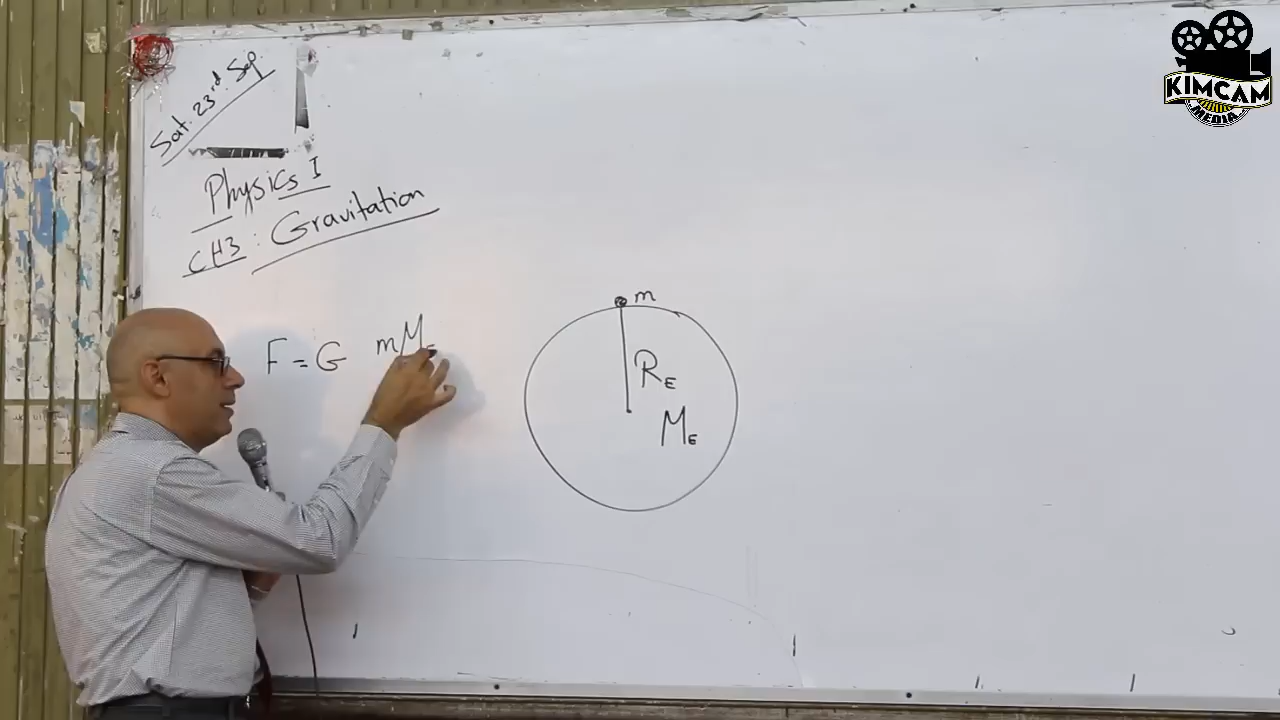 Sat. 23rd. Sep.
Physics I
CH3 : Gravitation
F = G mM
m
RE
ME
KIMCAM
MEDIA